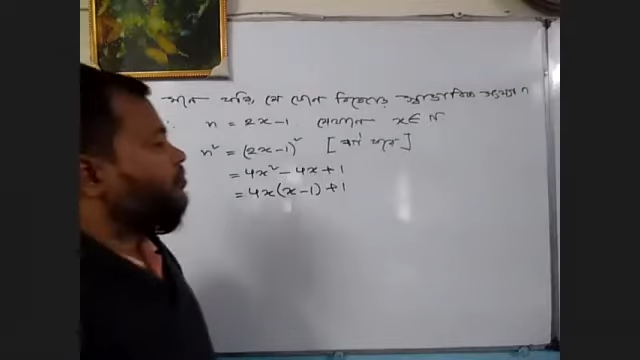 মনে করি, যে কোন বিজোড় স্বাভাবিক সংখ্যা n
∴ n = 2x-1 যেখানে x ∈ N
n² = (2x-1)² [বর্গ করে]
= 4x² - 4x + 1
= 4x(x-1) + 1